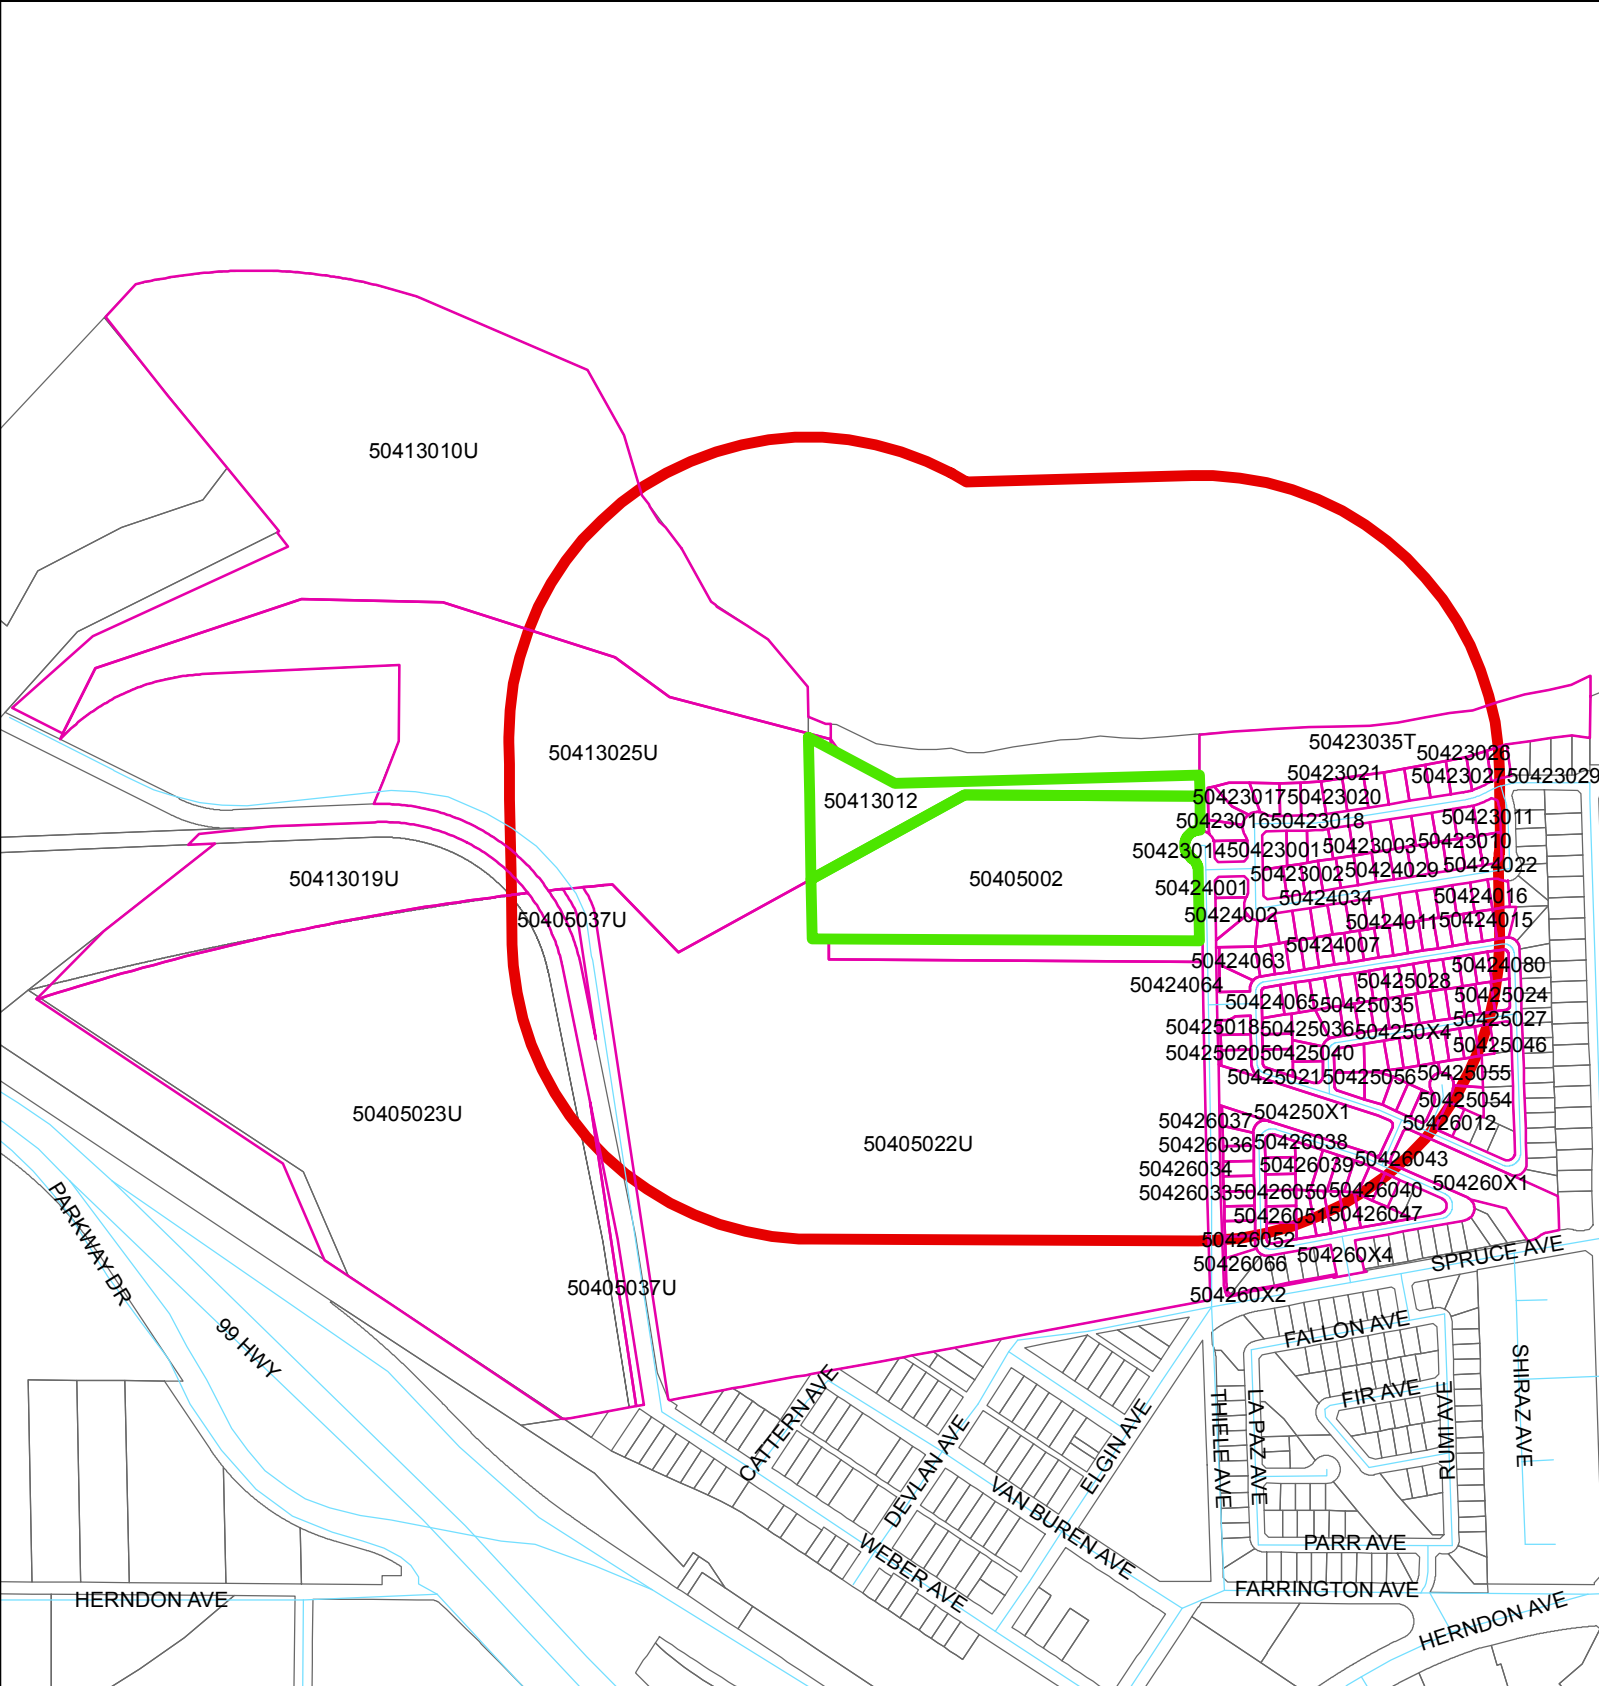 50413010U
50423035T
50413025U
50423026
50423021
50423027
50423029
50413012
50423017
50423020
50423016
50423018
50423011
50423014
50423001
50423003
50423010
50413019U
50405002
50423002
50424029
50424022
50424001
50424034
50424016
50405037U
50424002
50424011
50424015
50424007
50424063
50424080
50424064
50425028
50424065
50425035
50425024
50425018
50425036
504250X4
50425027
50425020
50425040
50425046
50425021
50425056
50425055
50405023U
50425054
50426037
504250X1
50426012
50405022U
50426036
50426038
50426034
50426039
50426043
50426033
50426050
50426040
504260X1
50426051
50426047
50426052
50426066
504260X4
SPRUCE AVE
50405037U
504260X2
PARKWAY DR
99 HWY
FALLON AVE
FIR AVE
SHIRAZ AVE
CATTERN AVE
DEVLAN AVE
ELGIN AVE
THIELE AVE
LA PAZ AVE
RUMI AVE
VAN BUREN AVE
PARR AVE
WEBER AVE
FARRINGTON AVE
HERNDON AVE
HERNDON AVE